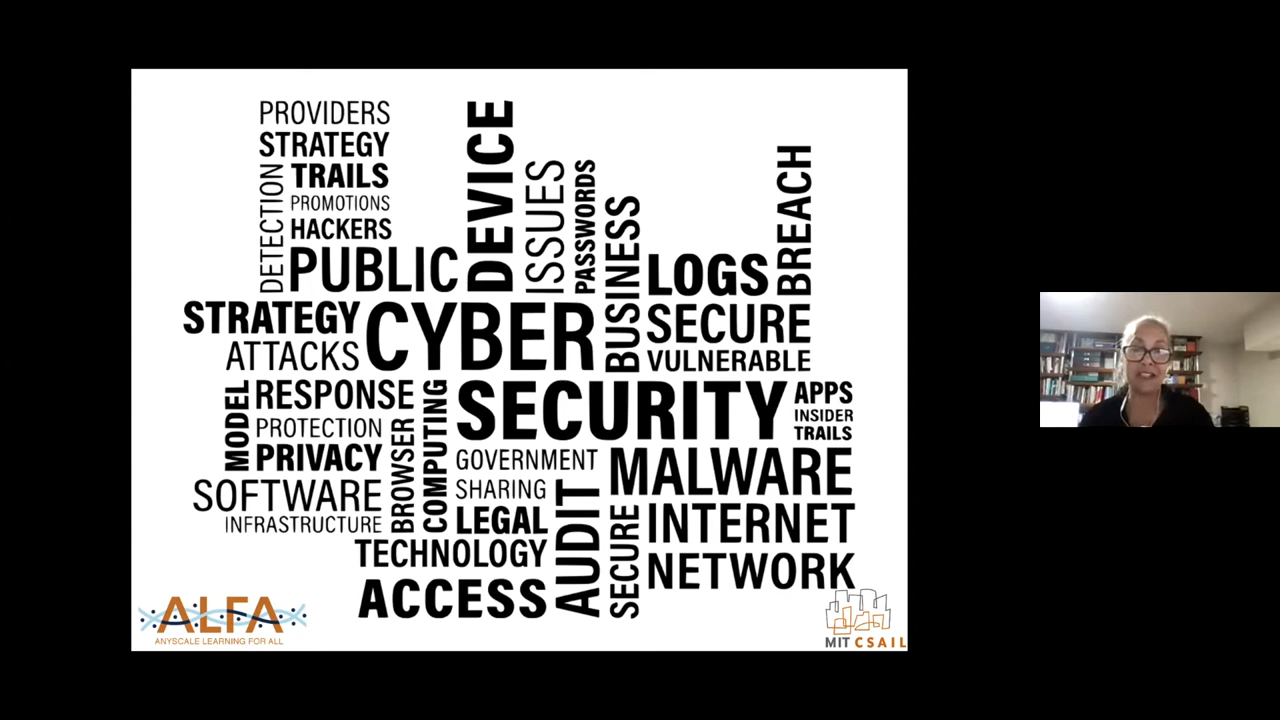 PROVIDERS
STRATEGY
TRAILS
PROMOTIONS
HACKERS
DETECTION
PUBLIC
DEVICE
ISSUES
PASSWORDS
BUSINESS
LOGS
BREACH
STRATEGY
CYBER
SECURE
ATTACKS
VULNERABLE
MODEL
RESPONSE
PROTECTION
PRIVACY
BROWSER
COMPUTING
SECURITY
APPS
INSIDER
TRAILS
GOVERNMENT
MALWARE
SOFTWARE
SHARING
INFRASTRUCTURE
LEGAL
AUDIT
SECURE
INTERNET
TECHNOLOGY
NETWORK
ACCESS
ALFA
ANYSCALE LEARNING FOR ALL
MIT CSAIL